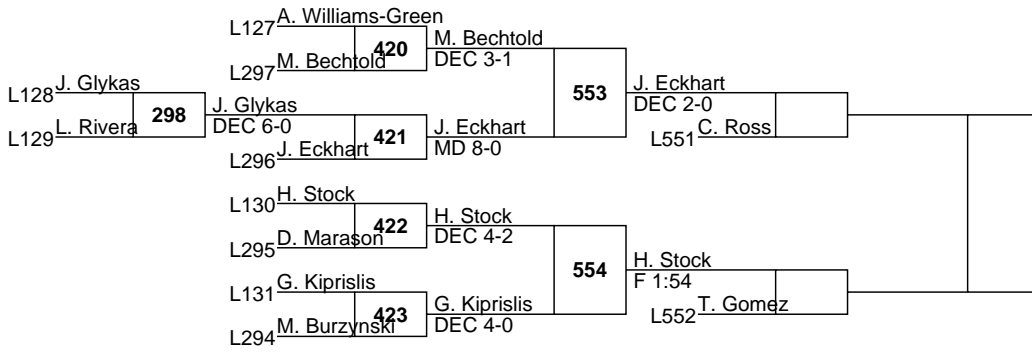 A. Williams-Green
L127
420
M. Bechtold
DEC 3-1
M. Bechtold
L297
J. Glykas
L128
298
J. Glykas
DEC 6-0
L. Rivera
L129
421
J. Eckhart
MD 8-0
J. Eckhart
L296
553
J. Eckhart
DEC 2-0
C. Ross
L551
H. Stock
L130
422
H. Stock
DEC 4-2
D. Marason
L295
554
H. Stock
F 1:54
T. Gomez
L552
G. Kiprislis
L131
423
G. Kiprislis
DEC 4-0
M. Burzynski
L294